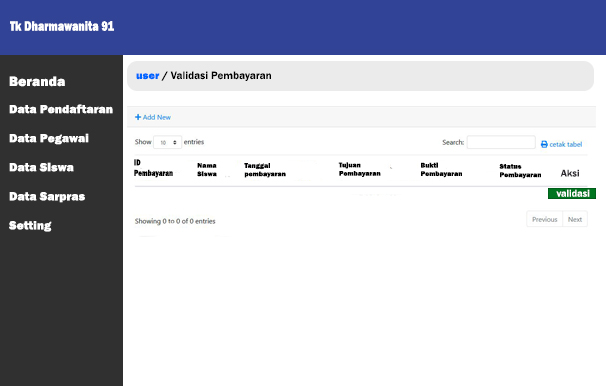 Tk Dharmawanita 91
Beranda
Data Pendaftaran
Data Pegawai
Data Siswa
Data Sarpras
Setting
user / Validasi Pembayaran
Add New
Show 10 entries
Search:
cetak tabel
ID Pembayaran
Nama Siswa
Tanggal pembayaran
Tujuan Pembayaran
Bukti Pembayaran
Status Pembayaran
Aksi
validasi
Showing 0 to 0 of 0 entries
Previous
Next